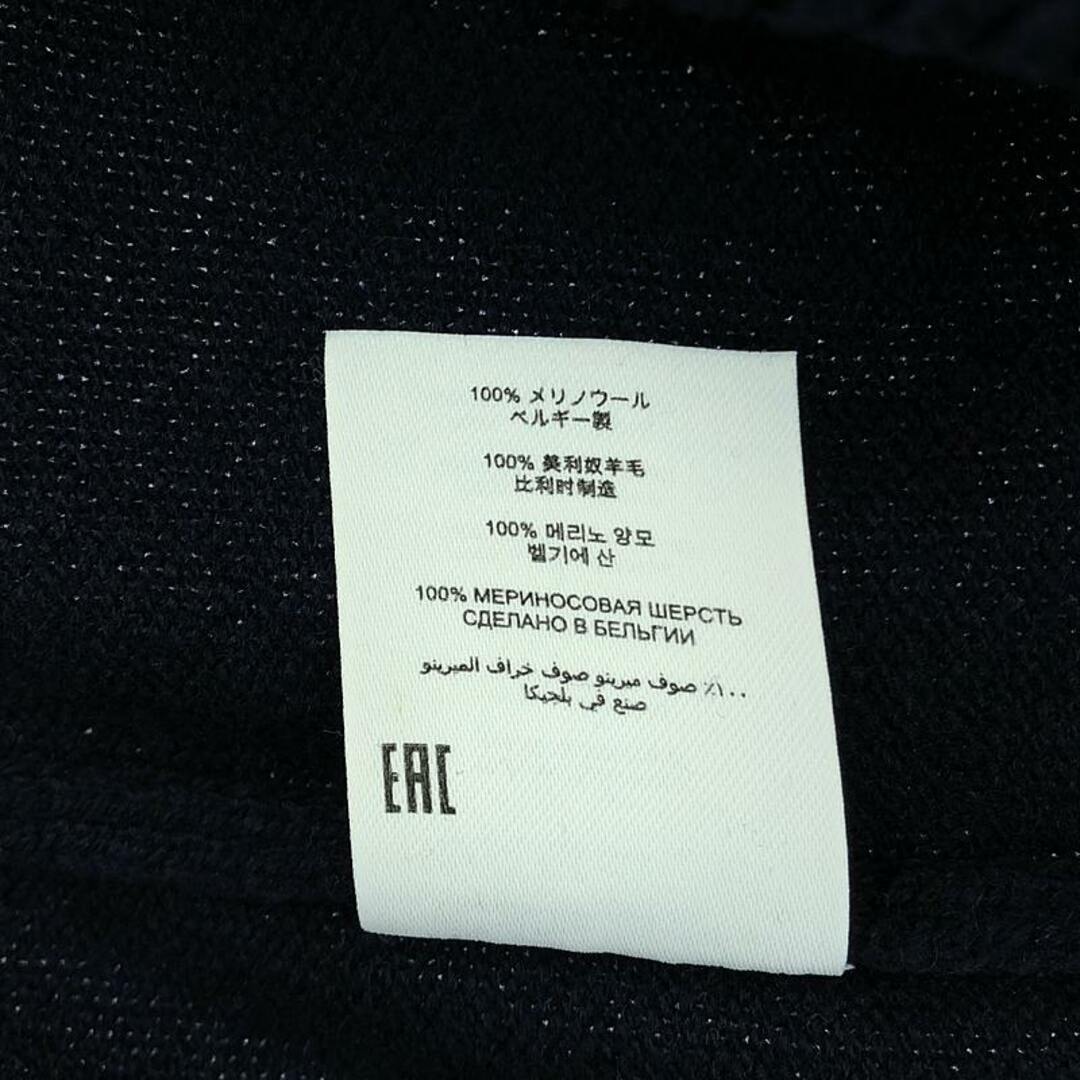 100% メリノウール
ベルギー製
100% 美利奴羊毛
比利时制造
100% 메리노 양모
벨기에 산
100% МЕРИНОСОВАЯ ШЕРСТЬ
СДЕЛАНО В БЕЛЬГИИ
١٠٠٪ صوف ميرينو صوف خراف الميرينو
صنع في بلجيكا
EAC